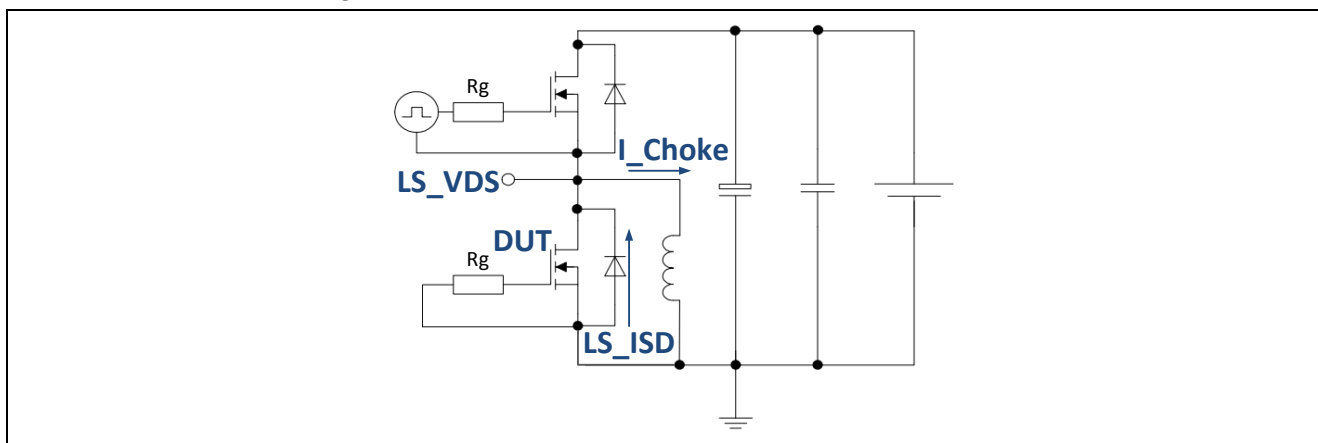 Rg
I_Choke
LS_VDS
DUT
Rg
LS_ISD